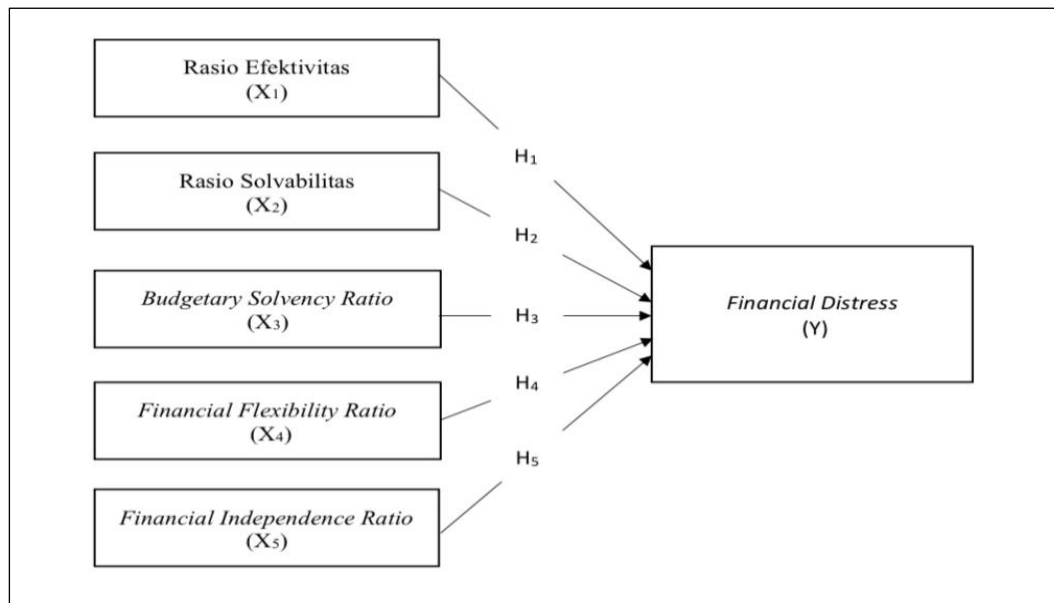 Rasio Efektivitas
(X₁)
H₁
Rasio Solvabilitas
(X₂)
H₂
Budgetary Solvency Ratio
(X₃)
H₃
Financial Distress
(Y)
Financial Flexibility Ratio
(X₄)
H₄
H₅
Financial Independence Ratio
(X₅)